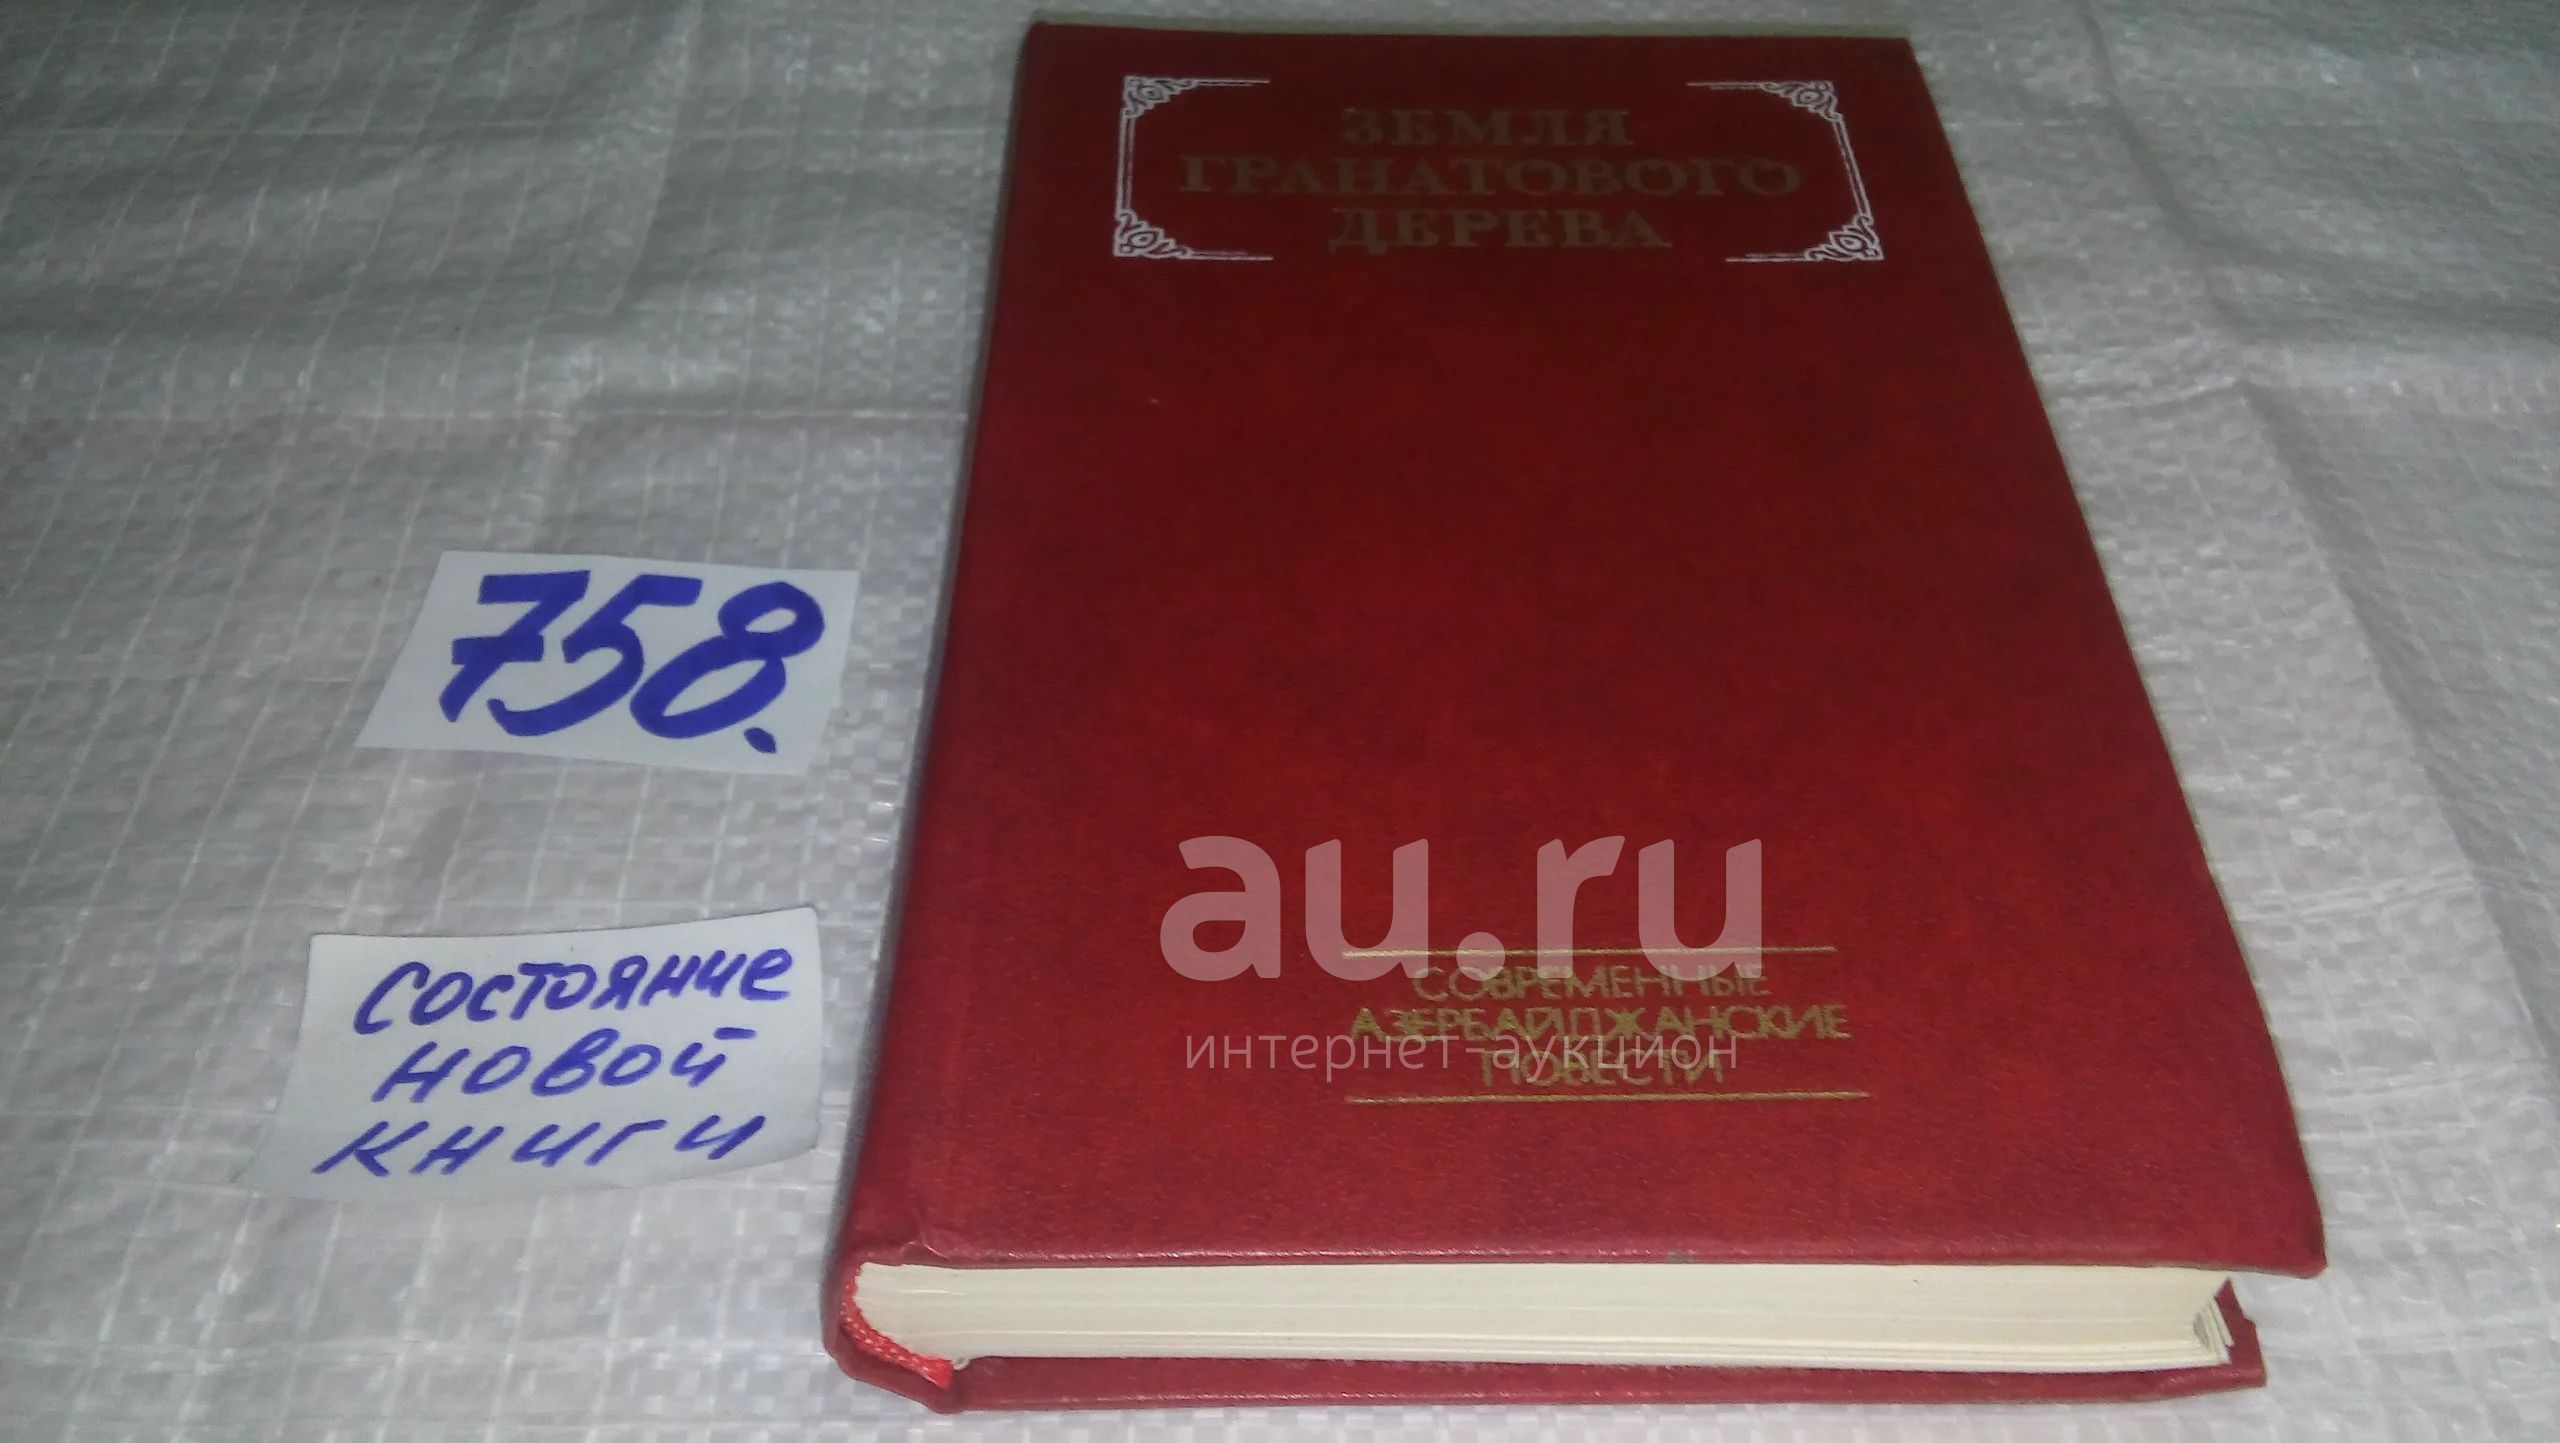 ЗЕМЛЯ
ГРАНАТОВОГО
ДЕРЕВА
758.
au.ru
состояние
новой
книги
СОВРЕМЕННЫЕ
АЗЕРБАЙДЖАНСКИЕ
ПОВЕСТИ
интернет-аукцион